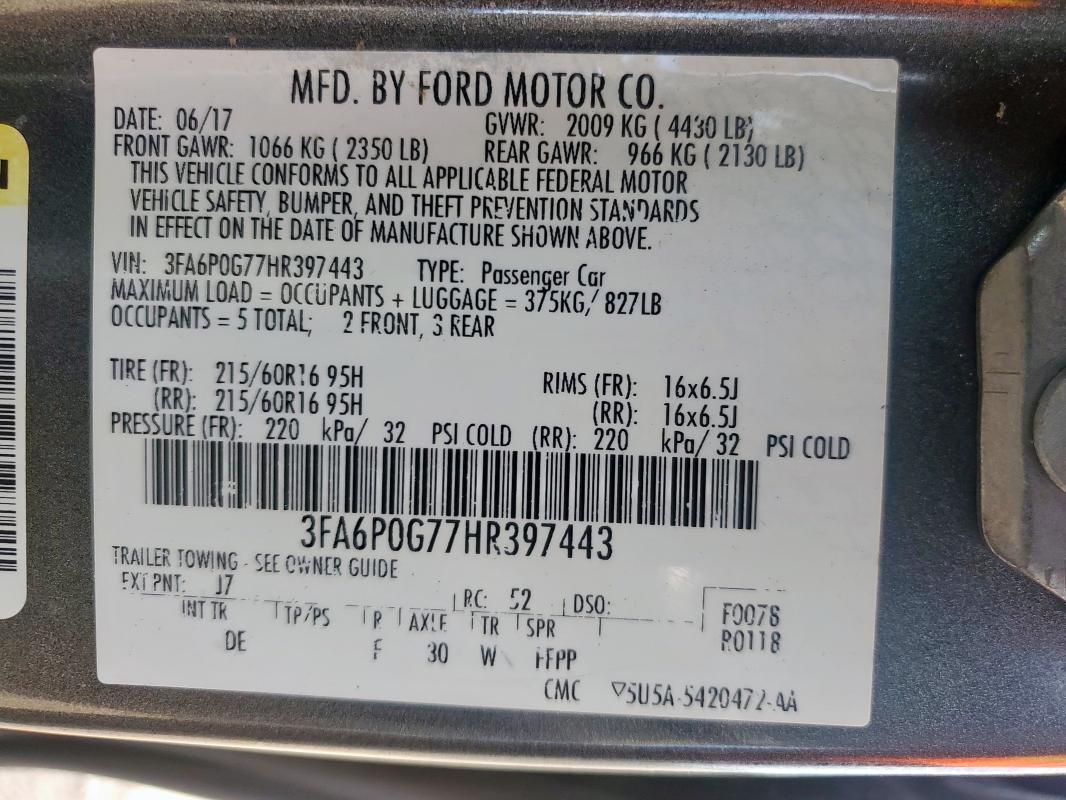 MFD. BY FORD MOTOR CO.
DATE: 06/17 GVWR: 2009 KG ( 4430 LB)
FRONT GAWR: 1066 KG ( 2350 LB) REAR GAWR: 966 KG ( 2130 LB)
THIS VEHICLE CONFORMS TO ALL APPLICABLE FEDERAL MOTOR
VEHICLE SAFETY, BUMPER, AND THEFT PREVENTION STANDARDS
IN EFFECT ON THE DATE OF MANUFACTURE SHOWN ABOVE.
VIN: 3FA6P0G77HR397443 TYPE: Passenger Car
MAXIMUM LOAD = OCCUPANTS + LUGGAGE = 375KG/ 827LB
OCCUPANTS = 5 TOTAL; 2 FRONT, 3 REAR
TIRE (FR): 215/60R16 95H RIMS (FR): 16x6.5J
(RR): 215/60R16 95H (RR): 16x6.5J
PRESSURE (FR): 220 kPa/ 32 PSI COLD (RR): 220 kPa/ 32 PSI COLD
3FA6P0G77HR397443
TRAILER TOWING - SEE OWNER GUIDE
EXT PNT: J7 RC: 52 DSO: F0078
INT TR TP/PS R AXLE TR SPR R0118
DE F 30 W
CMC 5U5A-5420472-AA